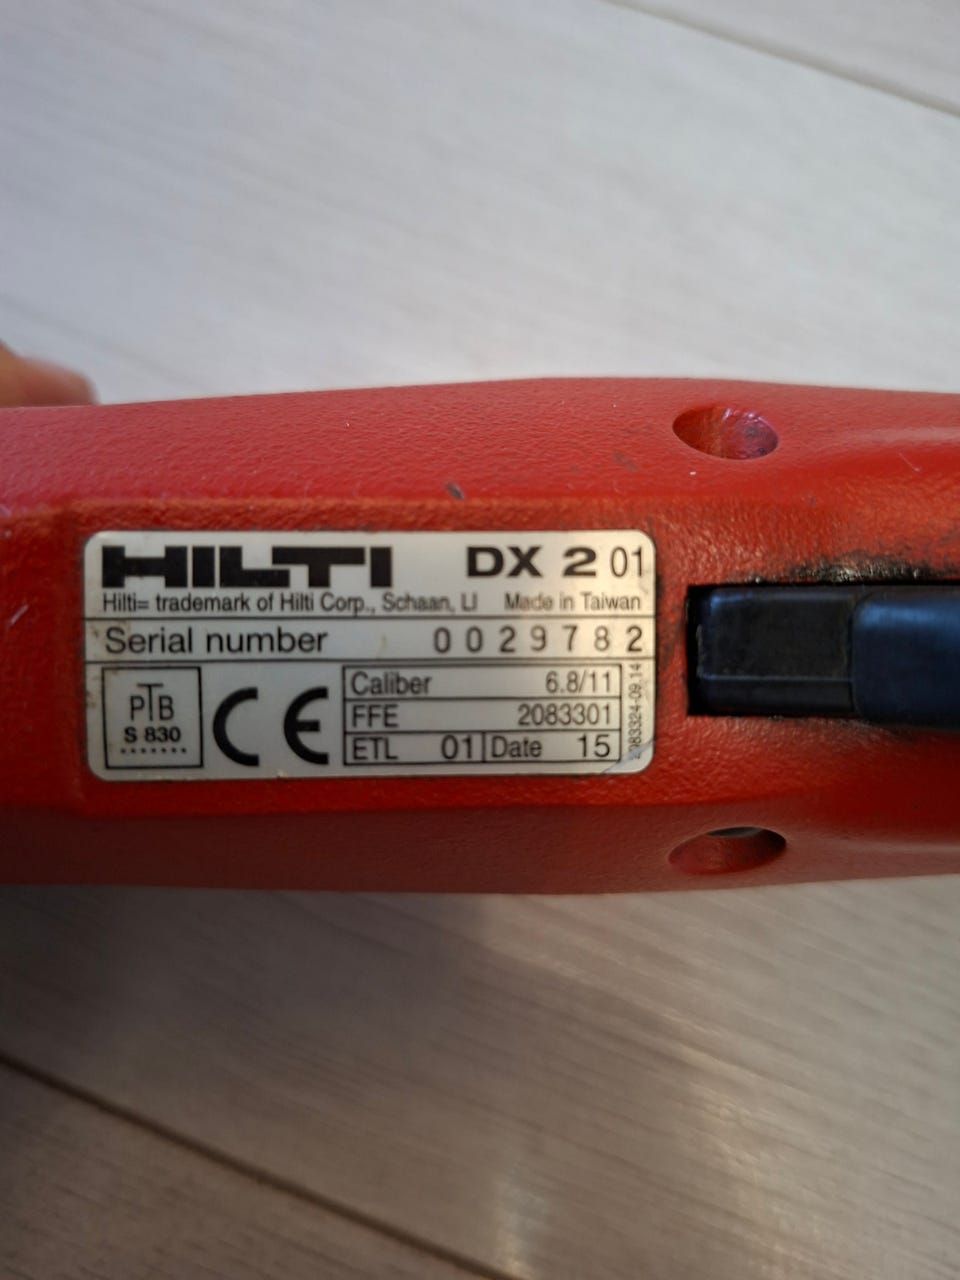 HILTI DX 2 01
Hilti= trademark of Hilti Corp., Schaan, LI Made in Taiwan
Serial number 0029782
PTB
S 830
CE
Caliber 6.8/11
FFE 2083301
ETL 01 Date 15
2083324-09.14